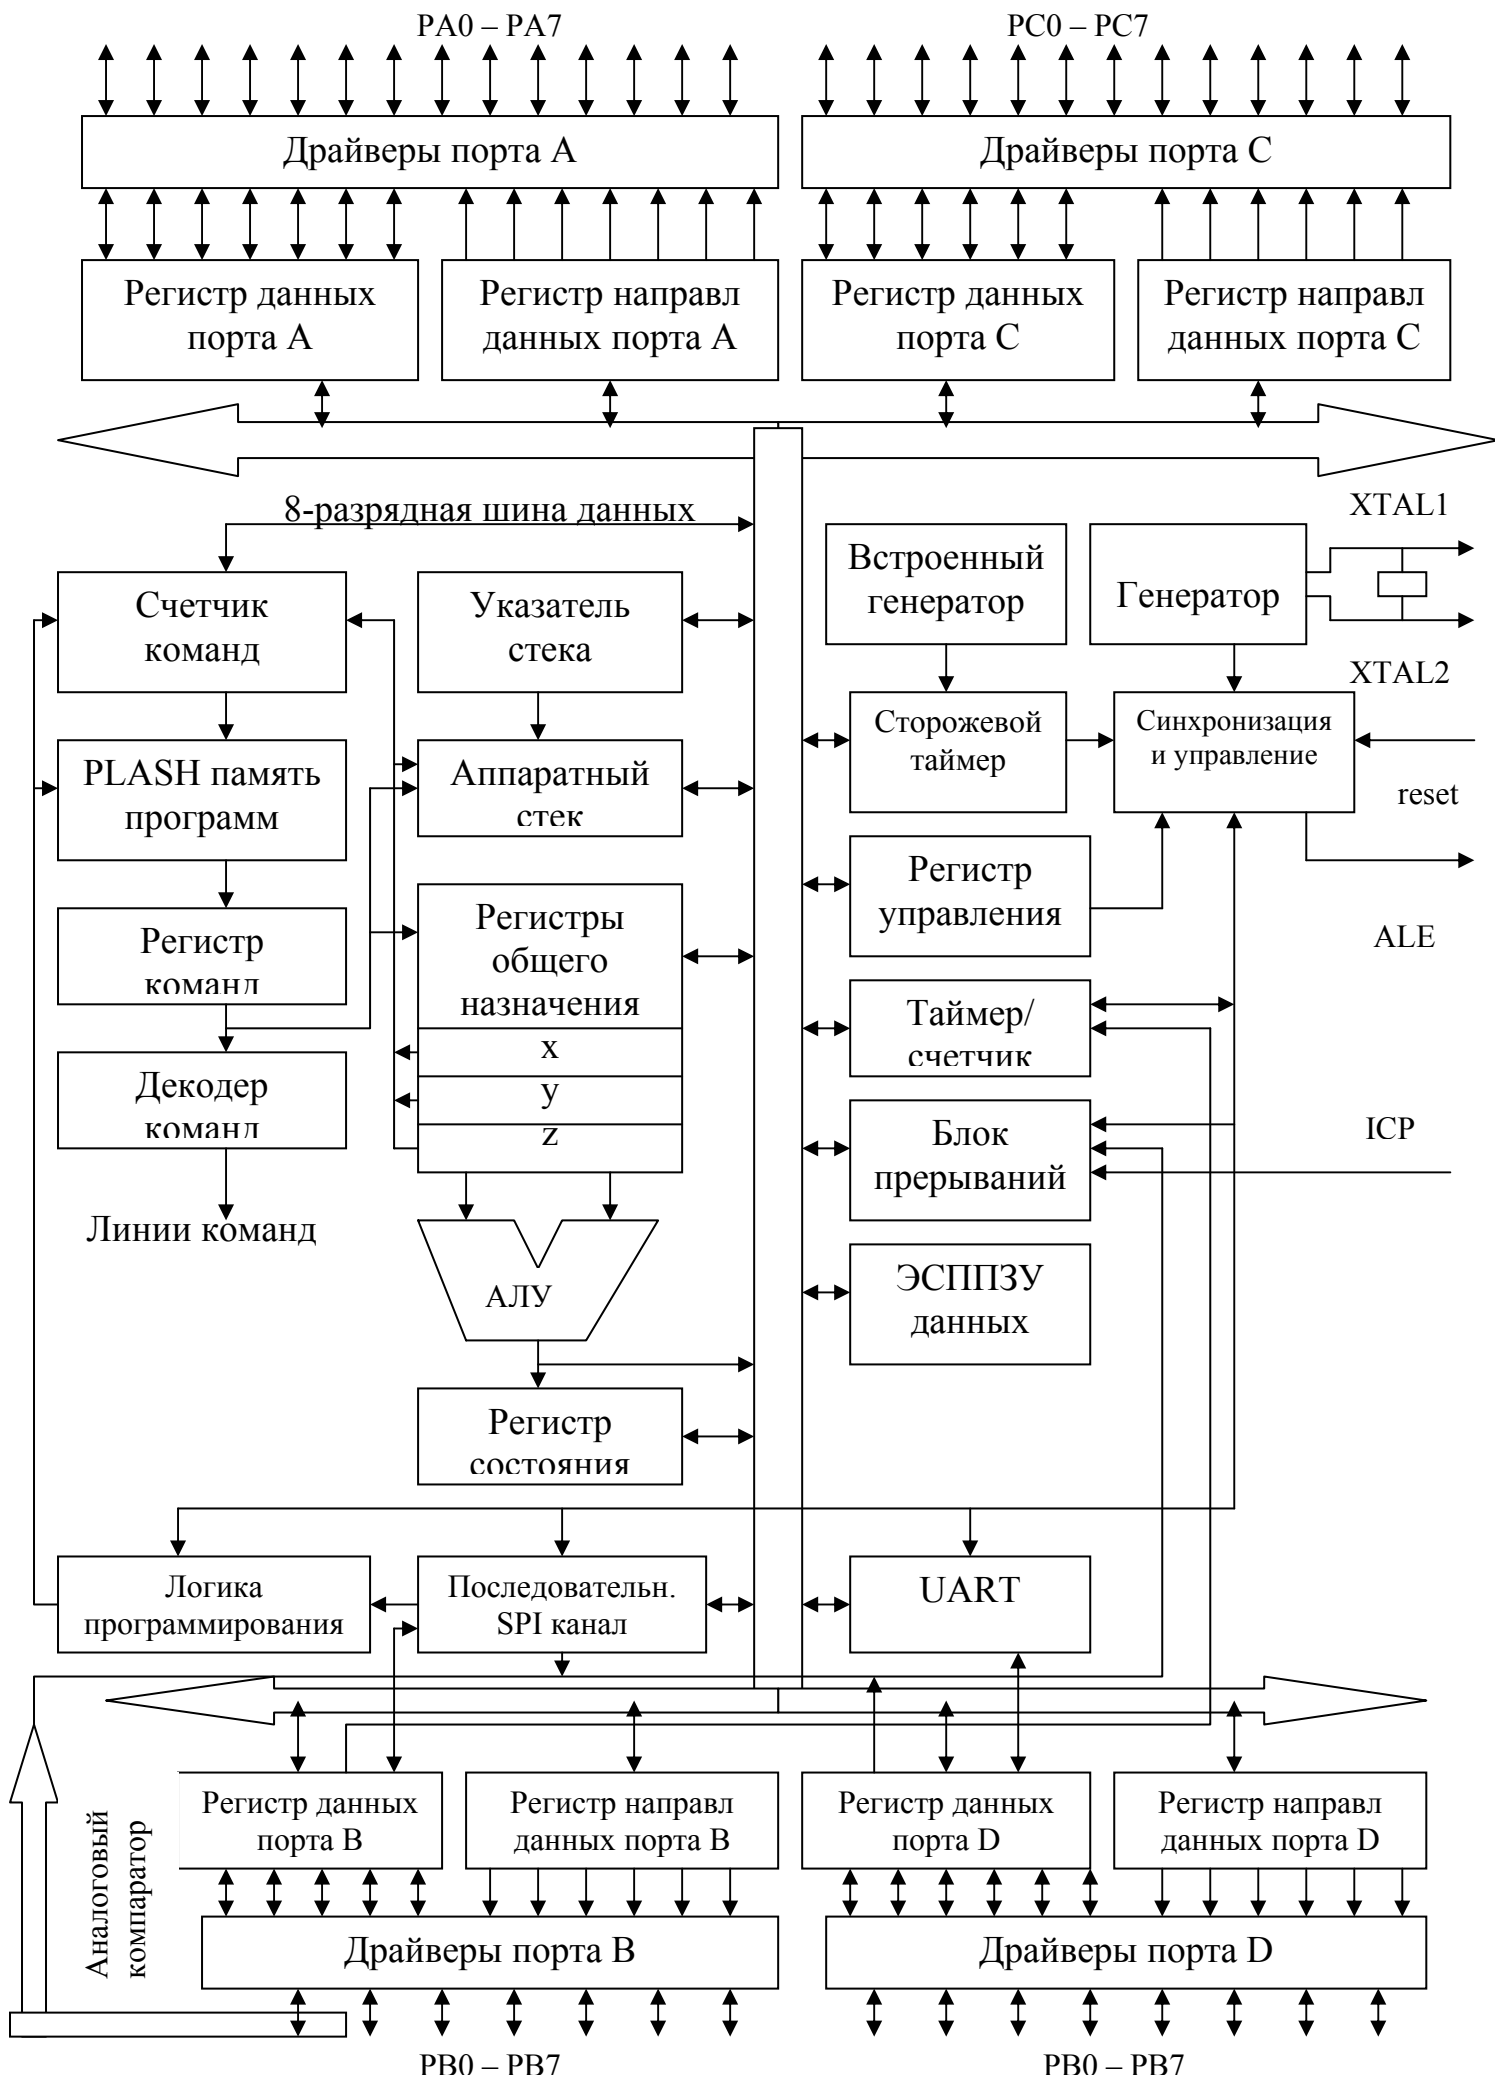 PA0 – PA7
PC0 – PC7
Драйверы порта А
Драйверы порта С
Регистр данных
порта А
Регистр направл
данных порта А
Регистр данных
порта С
Регистр направл
данных порта С
8-разрядная шина данных
XTAL1
Счетчик
команд
Указатель
стека
Встроенный
генератор
Генератор
XTAL2
PLASH память
программ
Аппаратный
стек
Сторожевой
таймер
Синхронизация
и управление
reset
Регистр
команд
Регистры
общего
назначения
x
y
z
Регистр
управления
ALE
Декодер
команд
Таймер/
счетчик
Линии команд
Блок
прерываний
ICP
АЛУ
ЭСППЗУ
данных
Регистр
состояния
Логика
программирования
Последовательн.
SPI канал
UART
Аналоговый
компаратор
Регистр данных
порта В
Регистр направл
данных порта В
Регистр данных
порта D
Регистр направл
данных порта D
Драйверы порта В
Драйверы порта D
PB0 – PB7
PB0 – PB7